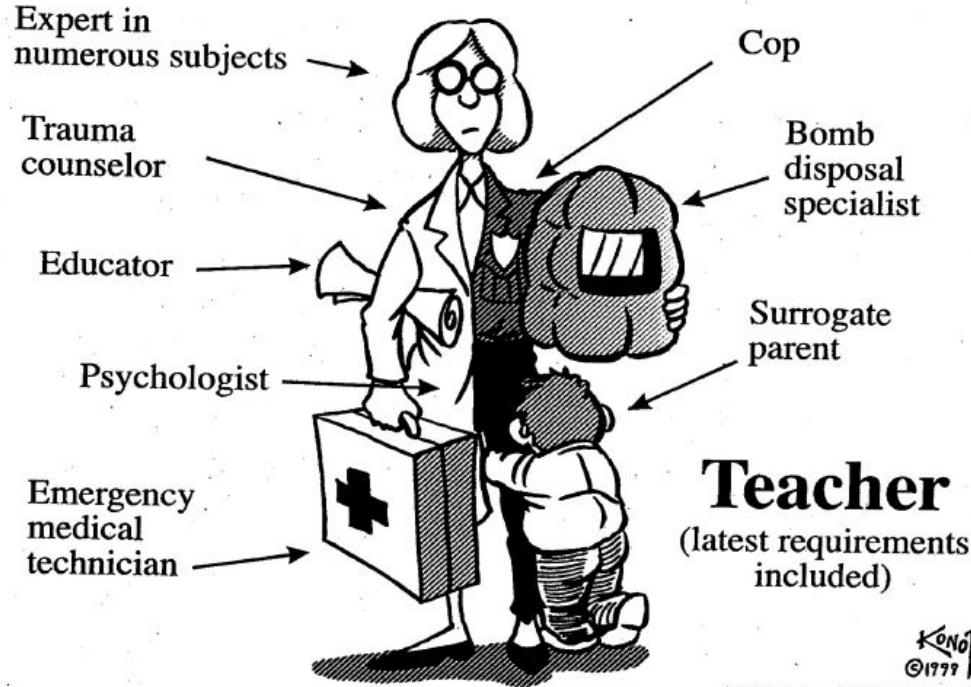 Expert in
numerous subjects
Trauma
counselor
Educator
Psychologist
Emergency
medical
technician
Cop
Bomb
disposal
specialist
Surrogate
parent
Teacher
(latest requirements
included)
©1999